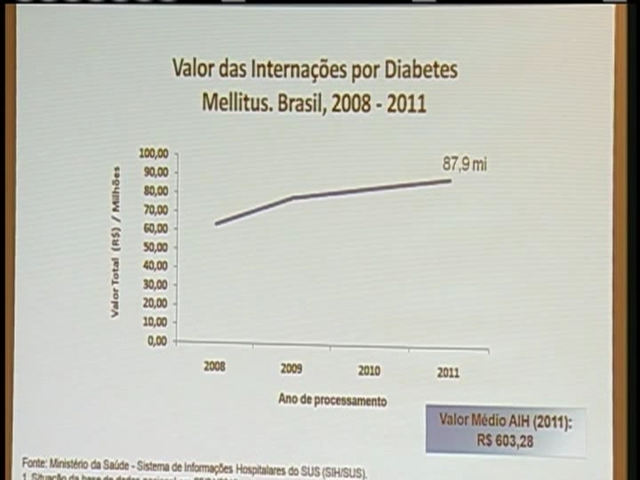 Valor das Internações por Diabetes
Mellitus. Brasil, 2008 - 2011
87,9 mi
100,00
90,00
80,00
70,00
60,00
50,00
40,00
30,00
20,00
10,00
0,00
Valor Total (R$) / Milhões
2008 2009 2010 2011
Ano de processamento
Valor Médio AIH (2011):
R$ 603,28
Fonte: Ministério da Saúde - Sistema de Informações Hospitalares do SUS (SIH/SUS).
1. Situação da base de dados nacional em